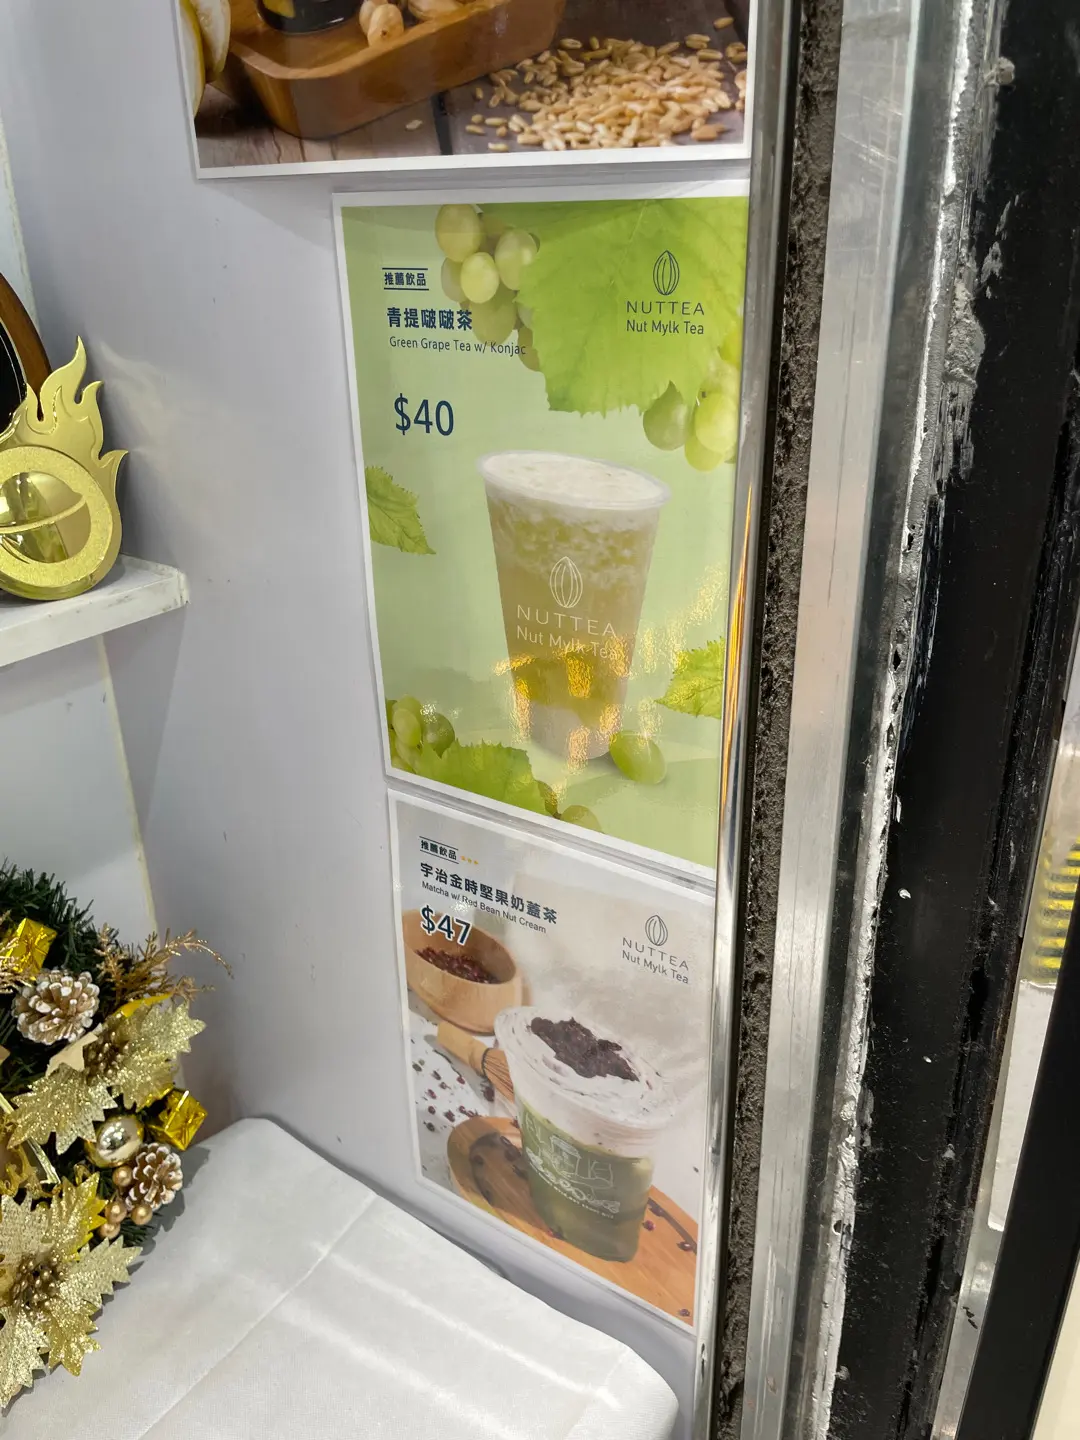 推薦飲品
青提啵啵茶
Green Grape Tea w/ Konjac
$40
NUTTEA
Nut Mylk Tea
NUTTEA
Nut Mylk Tea
推薦飲品
宇治金時堅果奶蓋茶
Matcha w/ Red Bean Nut Cream
$47
NUTTEA
Nut Mylk Tea